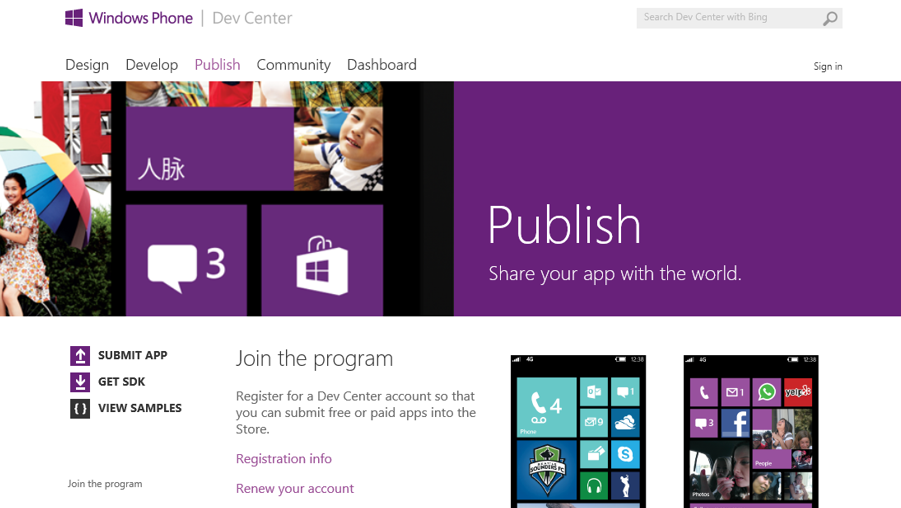 Windows Phone | Dev Center
Search Dev Center with Bing
Design Develop Publish Community Dashboard
Sign in
人脉
3
Publish
Share your app with the world.
SUBMIT APP
GET SDK
{ } VIEW SAMPLES
Join the program
Join the program
Register for a Dev Center account so that
you can submit free or paid apps into the
Store.
Registration info
Renew your account
4G 12:38
4
1
Phone
9
SOUNDERS FC
4G 12:38
1
yelp
3
People
Photos